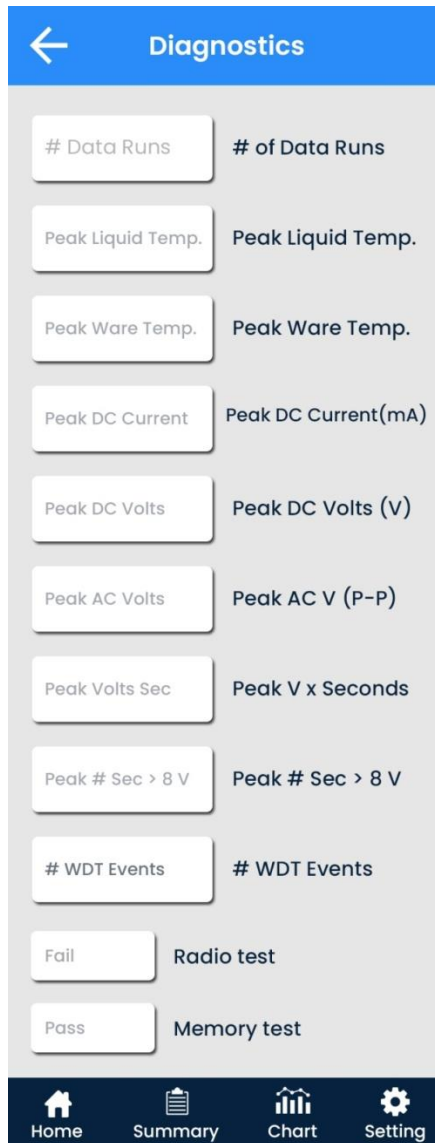 Diagnostics
# Data Runs # of Data Runs
Peak Liquid Temp. Peak Liquid Temp.
Peak Ware Temp. Peak Ware Temp.
Peak DC Current Peak DC Current(mA)
Peak DC Volts Peak DC Volts (V)
Peak AC Volts Peak AC V (P-P)
Peak Volts Sec Peak V x Seconds
Peak # Sec > 8 V Peak # Sec > 8 V
# WDT Events # WDT Events
Fail Radio test
Pass Memory test
Home Summary Chart Setting